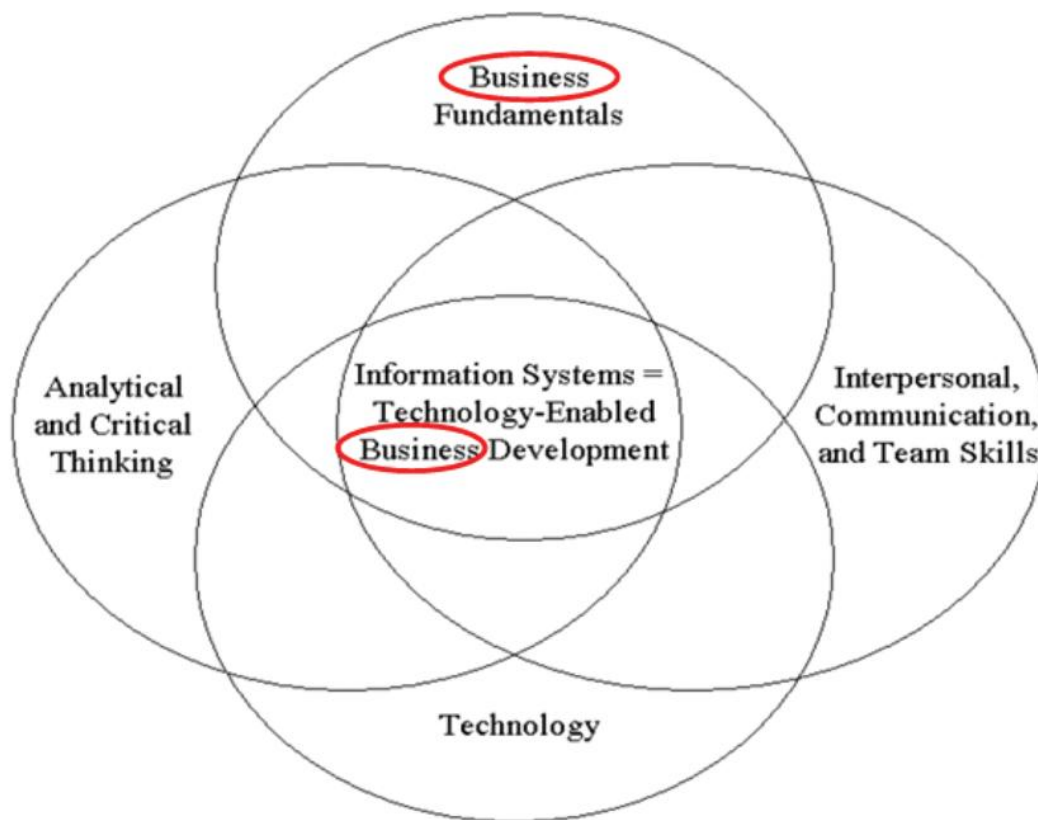 Business
Fundamentals
Analytical
and Critical
Thinking
Information Systems =
Technology-Enabled
Business Development
Interpersonal,
Communication,
and Team Skills
Technology